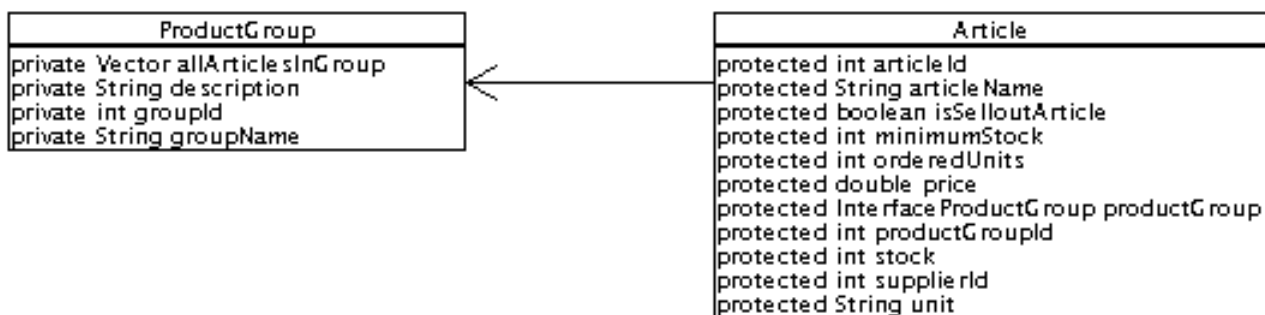 ProductGroup
private Vector allArticlesInGroup
private String description
private int groupId
private String groupName
Article
protected int articleId
protected String articleName
protected boolean isSelloutArticle
protected int minimumStock
protected int orderedUnits
protected double price
protected InterfaceProductGroup productGroup
protected int productGroupId
protected int stock
protected int supplierId
protected String unit